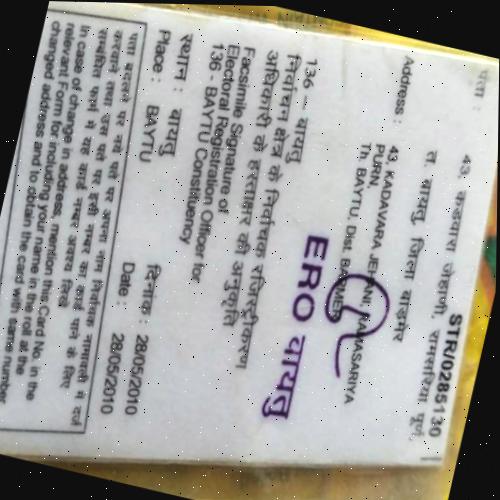 STR/0285130
पता : 43, कडवारा जेहाणी, रामसरिया पूर्ण,
त. बायतु जिला बाड़मेर
Address : 43 KADAVARA JEHANI, RAMASARIYA
PURN,
Th. BAYTU, Dist. BARMER
ERO बायतु
136 - बायतु
निर्वाचन क्षेत्र के निर्वाचक रजिस्ट्रीकरण
अधिकारी के हस्ताक्षर की अनुकृति
Facsimile Signature of
Electoral Registration Officer for
136 - BAYTU Constituency
स्थान : बायतु दिनांक : 28/05/2010
Place : BAYTU Date : 28/05/2010
In case of change in address, mention this Card No. in the
relevant Form for including your name in the roll at the
changed address and to obtain the card with same number